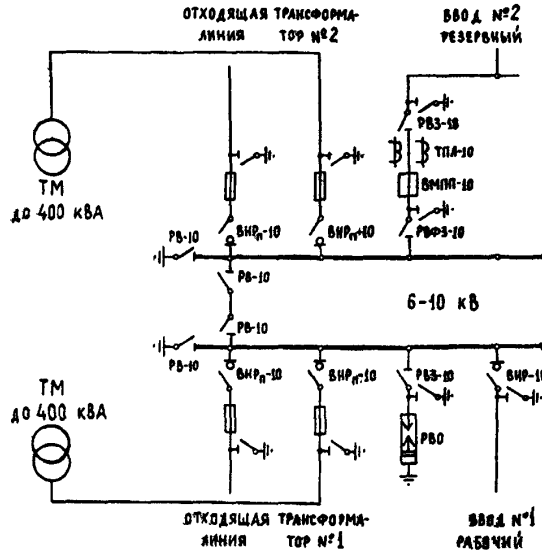 ОТХОДЯЩАЯ ТРАНСФОРМА-
ЛИНИЯ ТОР №2
ВВОД №2
РЕЗЕРВНЫЙ
РВЗ-10
ТПЛ-10
ТМ
до 400 кВА
ВМПП-10
ВНРп-10
ВНРп-10
РВФЗ-10
РВ-10
РВ-10
6-10 кВ
РВ-10
РВ-10
ВНРп-10
ВНРп-10
РВЗ-10
ВНР-10
ТМ
до 400 кВА
РВО
ОТХОДЯЩАЯ ТРАНСФОРМА-
ЛИНИЯ ТОР №1
ВВОД №1
РАБОЧИЙ